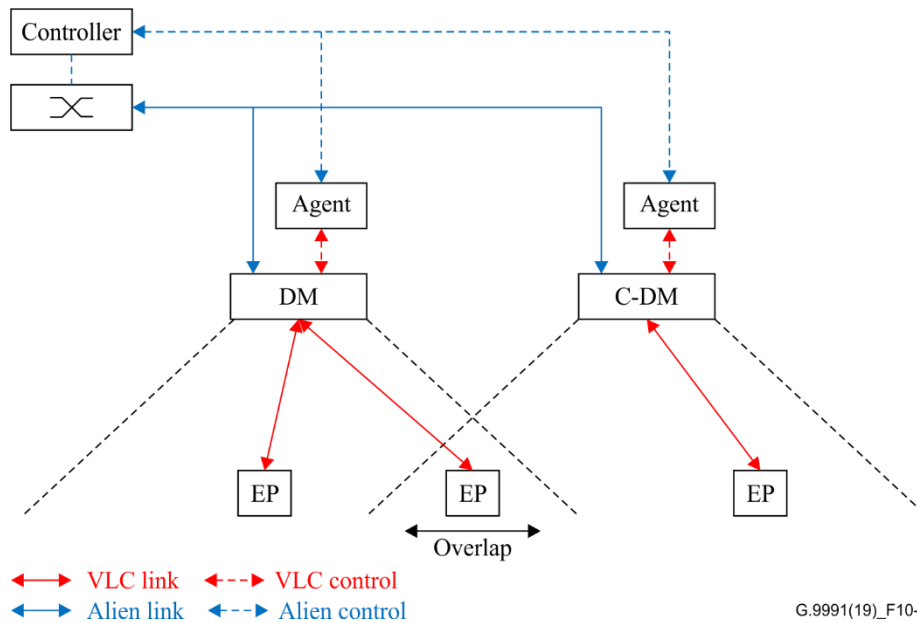 Controller
Agent
Agent
DM
C-DM
EP
EP
EP
Overlap
VLC link
VLC control
Alien link
Alien control
G.9991(19)_F10-